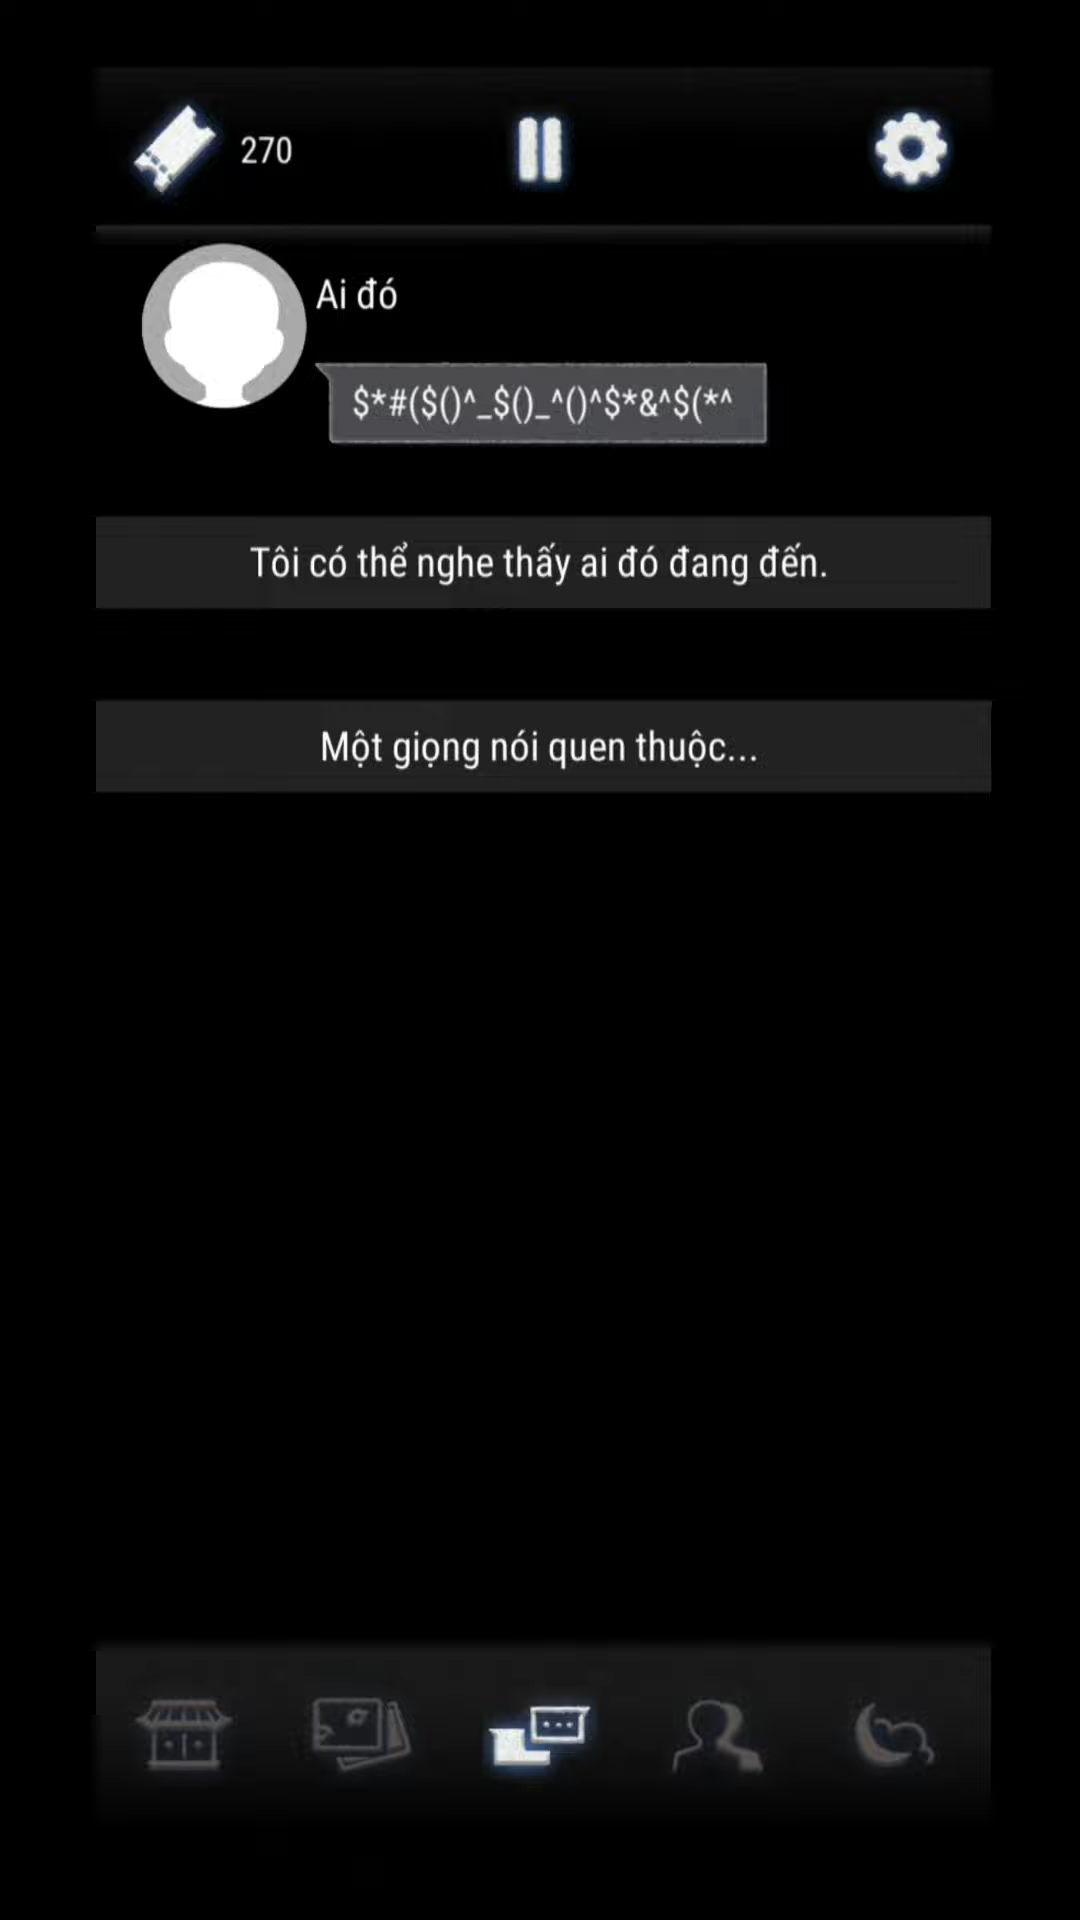 270
Ai đó
$*#($()^_$()_^()^$*&^$(*^
Tôi có thể nghe thấy ai đó đang đến.
Một giọng nói quen thuộc...